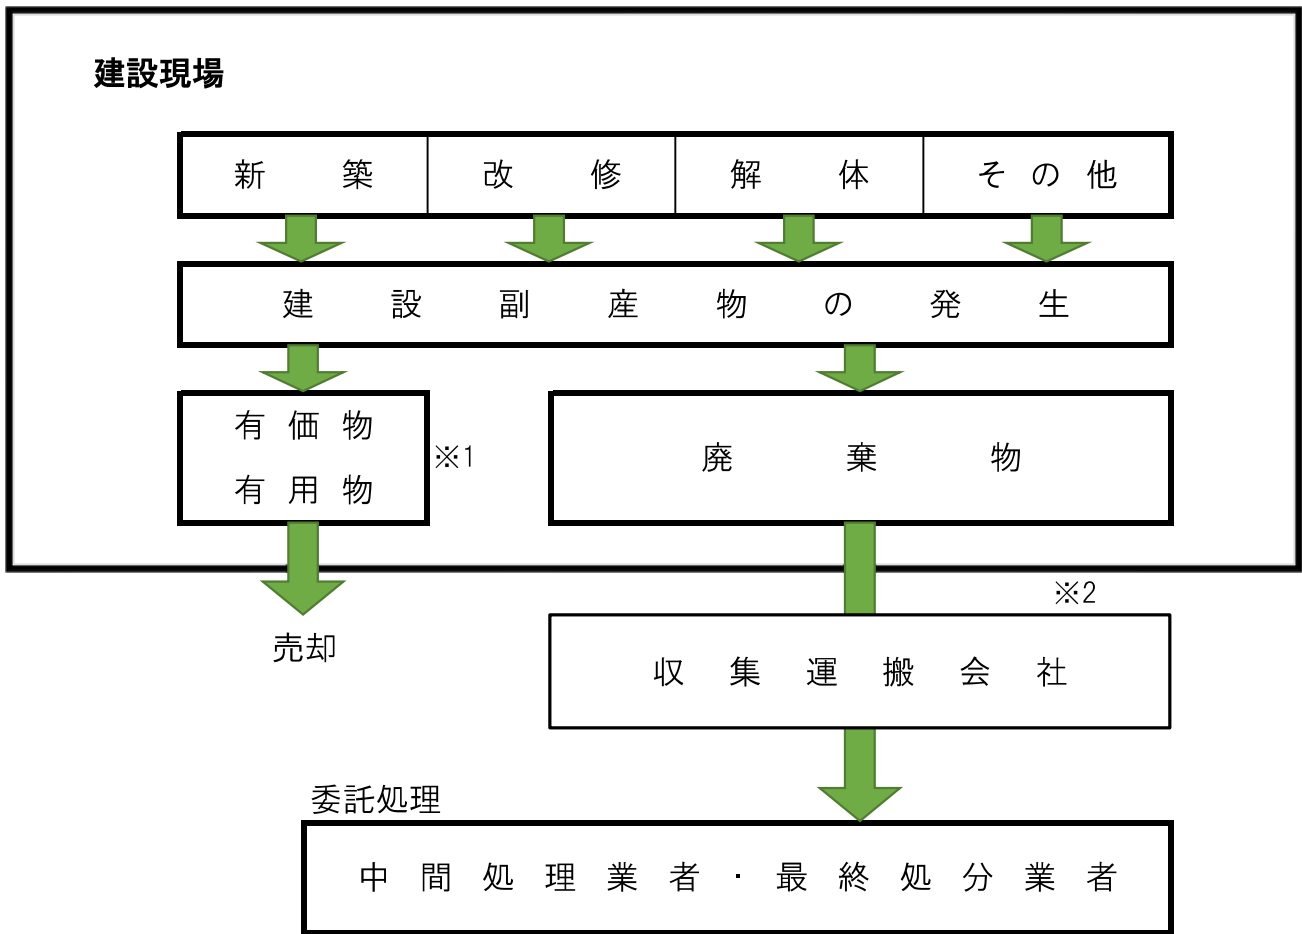 建設現場
新築 改修 解体 その他
建設副産物の発生
有価物
有用物
※1
廃棄物
※2
売却
収集運搬会社
委託処理
中間処理業者・最終処分業者